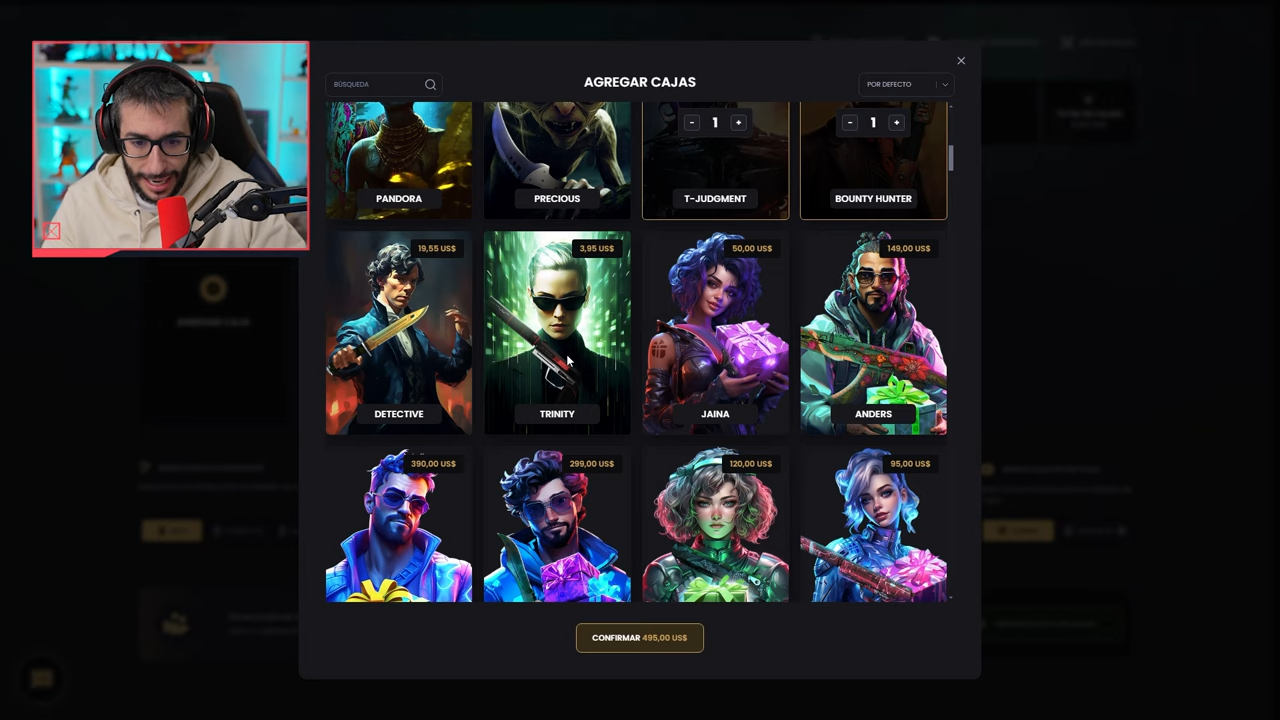 BÚSQUEDA
AGREGAR CAJAS
POR DEFECTO
- 1 +
- 1 +
PANDORA
PRECIOUS
T-JUDGMENT
BOUNTY HUNTER
19,55 US$
3,95 US$
50,00 US$
149,00 US$
DETECTIVE
TRINITY
JAINA
ANDERS
390,00 US$
299,00 US$
120,00 US$
95,00 US$
CONFIRMAR 495,00 US$